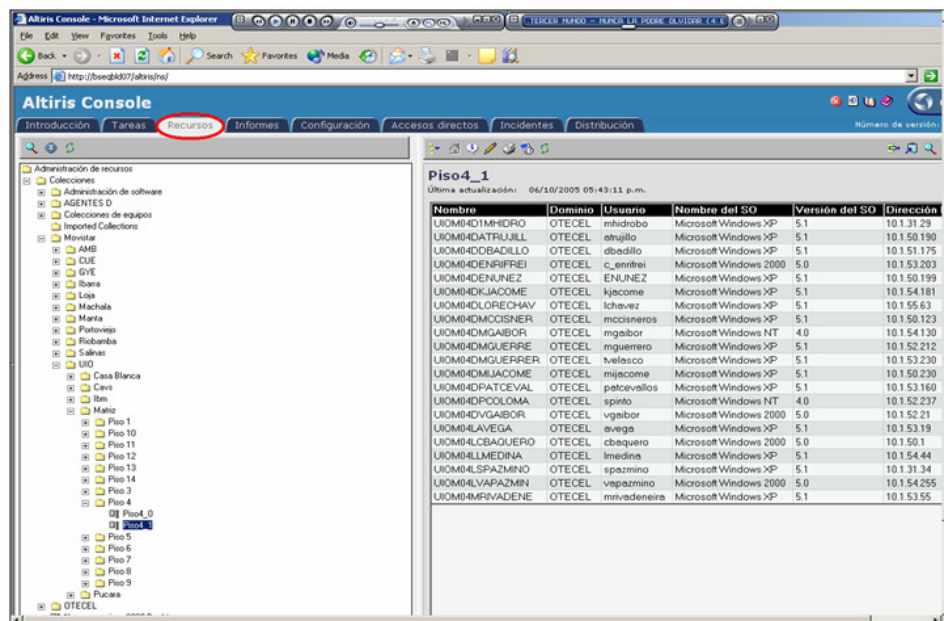 Altiris Console - Microsoft Internet Explorer
TERCER MUNDO - NUNCA LA PODRE OLVIDAR (4:
File Edit View Favorites Tools Help
Back Search Favorites Media
Address http://bseqbld07/altiris/ns/
Altiris Console
Introducción Tareas Recursos Informes Configuración Accesos directos Incidentes Distribución Número de versión:
Administración de recursos
Colecciones
Administración de software
AGENTES D
Colecciones de equipos
Imported Collections
Movistar
AMB
CUE
GYE
Ibarra
Loja
Machala
Manta
Portoviejo
Riobamba
Salinas
UIO
Casa Blanca
Cavs
Ibm
Matriz
Piso 1
Piso 10
Piso 11
Piso 12
Piso 13
Piso 14
Piso 3
Piso 4
Piso4_0
Piso4_1
Piso 5
Piso 6
Piso 7
Piso 8
Piso 9
Pucara
OTECEL
Piso4_1
Última actualización: 06/10/2005 05:43:11 p.m.
Nombre Dominio Usuario Nombre del SO Versión del SO Dirección
UIOM04D1MHIDRO OTECEL mhidrobo Microsoft Windows XP 5.1 10.1.31.29
UIOM04DATRUJILL OTECEL atrujillo Microsoft Windows XP 5.1 10.1.50.190
UIOM04DDBADILLO OTECEL dbadillo Microsoft Windows XP 5.1 10.1.51.175
UIOM04DENRIFREI OTECEL c_enrifrei Microsoft Windows 2000 5.0 10.1.53.203
UIOM04DENUNEZ OTECEL ENUNEZ Microsoft Windows XP 5.1 10.1.50.199
UIOM04DKJACOME OTECEL kjacome Microsoft Windows XP 5.1 10.1.54.181
UIOM04DLORECHAV OTECEL lchavez Microsoft Windows XP 5.1 10.1.55.63
UIOM04DMCCISNER OTECEL mccisneros Microsoft Windows XP 5.1 10.1.50.123
UIOM04DMGAIBOR OTECEL mgaibor Microsoft Windows NT 4.0 10.1.54.130
UIOM04DMGUERRE OTECEL mguerrero Microsoft Windows XP 5.1 10.1.52.212
UIOM04DMGUERRER OTECEL tvelasco Microsoft Windows XP 5.1 10.1.53.230
UIOM04DMIJACOME OTECEL mijacome Microsoft Windows XP 5.1 10.1.50.230
UIOM04DPATCEVAL OTECEL patcevallos Microsoft Windows XP 5.1 10.1.53.160
UIOM04DPCOLOMA OTECEL spinto Microsoft Windows NT 4.0 10.1.52.237
UIOM04DVGAIBOR OTECEL vgaibor Microsoft Windows 2000 5.0 10.1.52.21
UIOM04LAVEGA OTECEL avega Microsoft Windows XP 5.1 10.1.53.19
UIOM04LCBAQUERO OTECEL cbaquero Microsoft Windows 2000 5.0 10.1.50.1
UIOM04LLMEDINA OTECEL lmedina Microsoft Windows XP 5.1 10.1.54.44
UIOM04LSPAZMINO OTECEL spazmino Microsoft Windows XP 5.1 10.1.31.34
UIOM04LVAPAZMIN OTECEL vapazmino Microsoft Windows 2000 5.0 10.1.54.255
UIOM04MRIVADENE OTECEL mrivadeneira Microsoft Windows XP 5.1 10.1.53.55